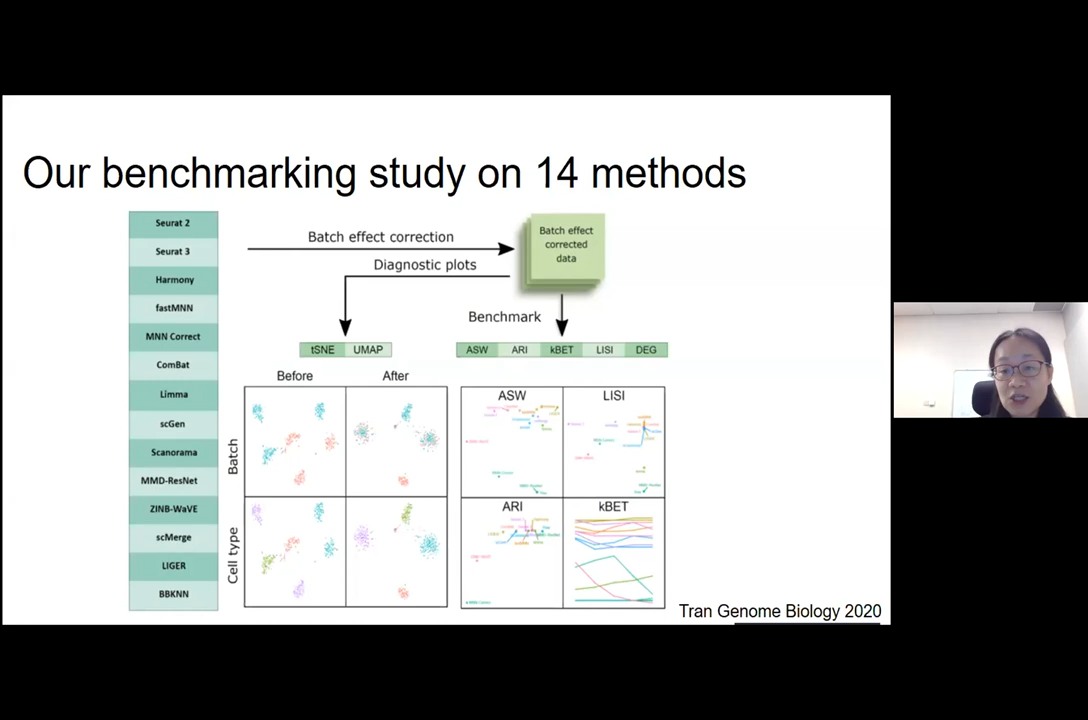 Our benchmarking study on 14 methods
Seurat 2
Seurat 3
Harmony
fastMNN
MNN Correct
ComBat
Limma
scGen
Scanorama
MMD-ResNet
ZINB-WaVE
scMerge
LIGER
BBKNN
Batch effect correction
Batch effect
corrected
data
Diagnostic plots
Benchmark
tSNE UMAP
ASW ARI kBET LISI DEG
Before After
Batch
Cell type
ASW LISI
ARI kBET
Tran Genome Biology 2020